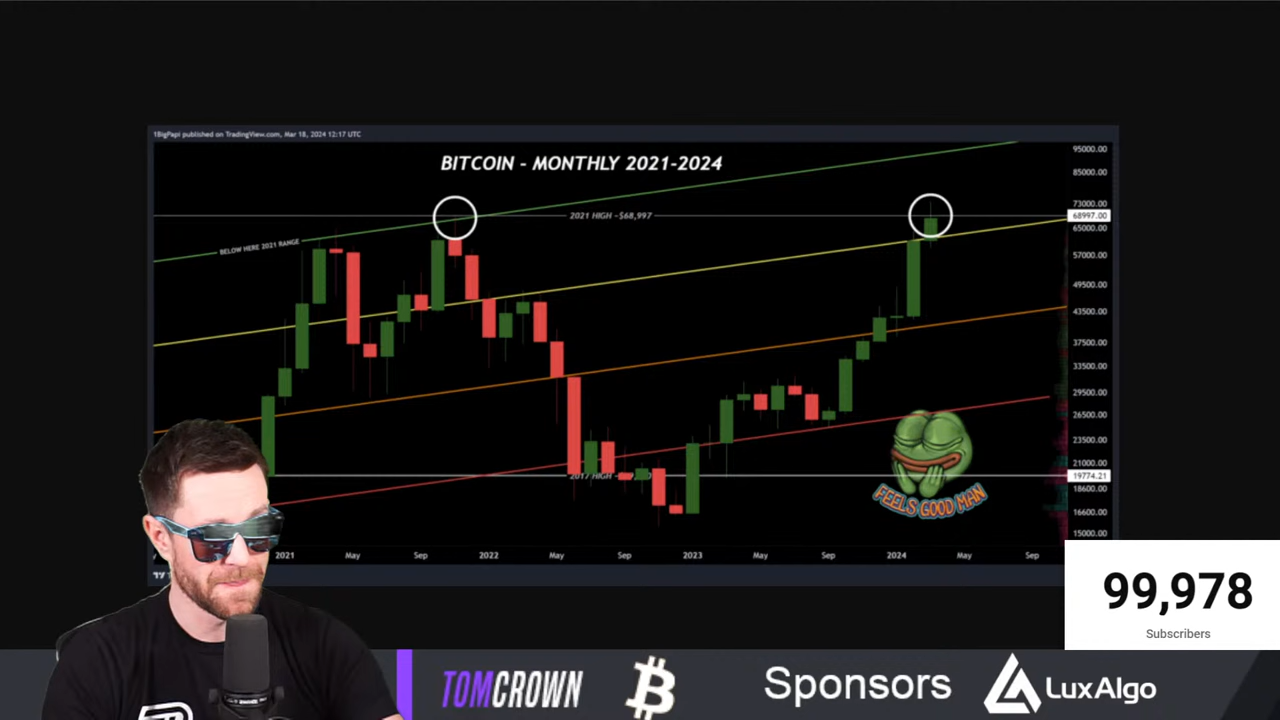 1BigPapi published on TradingView.com, Mar 18, 2024 12:17 UTC
BITCOIN - MONTHLY 2021-2024
95000.00
85000.00
73000.00
2021 HIGH ~$68,997
68997.00
65000.00
BELOW HERE 2021 RANGE
57000.00
49500.00
43500.00
37500.00
33500.00
29500.00
26500.00
23500.00
21000.00
2017 HIGH
19774.21
18600.00
FEELS GOOD MAN
16600.00
15000.00
2021 May Sep 2022 May Sep 2023 May Sep 2024 May Sep
99,978
Subscribers
TOMCROWN
Sponsors
LuxAlgo